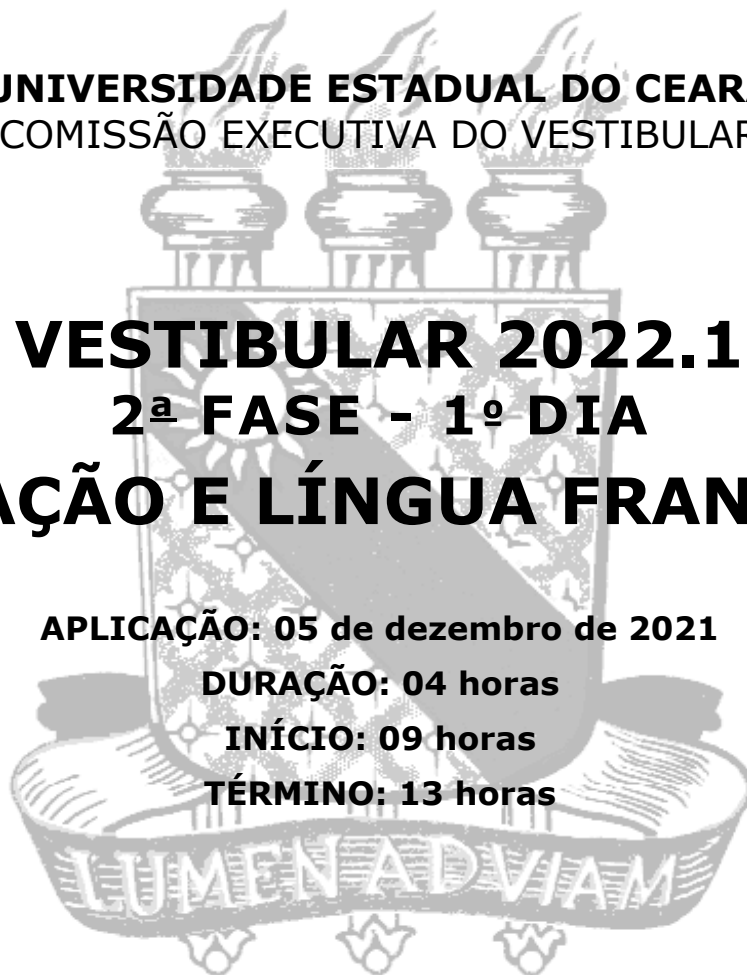 UNIVERSIDADE ESTADUAL DO CEARÁ
COMISSÃO EXECUTIVA DO VESTIBULAR
VESTIBULAR 2022.1
2ª FASE - 1º DIA
AÇÃO E LÍNGUA FRAN
APLICAÇÃO: 05 de dezembro de 2021
DURAÇÃO: 04 horas
INÍCIO: 09 horas
TÉRMINO: 13 horas
LUMEN AD VIAM